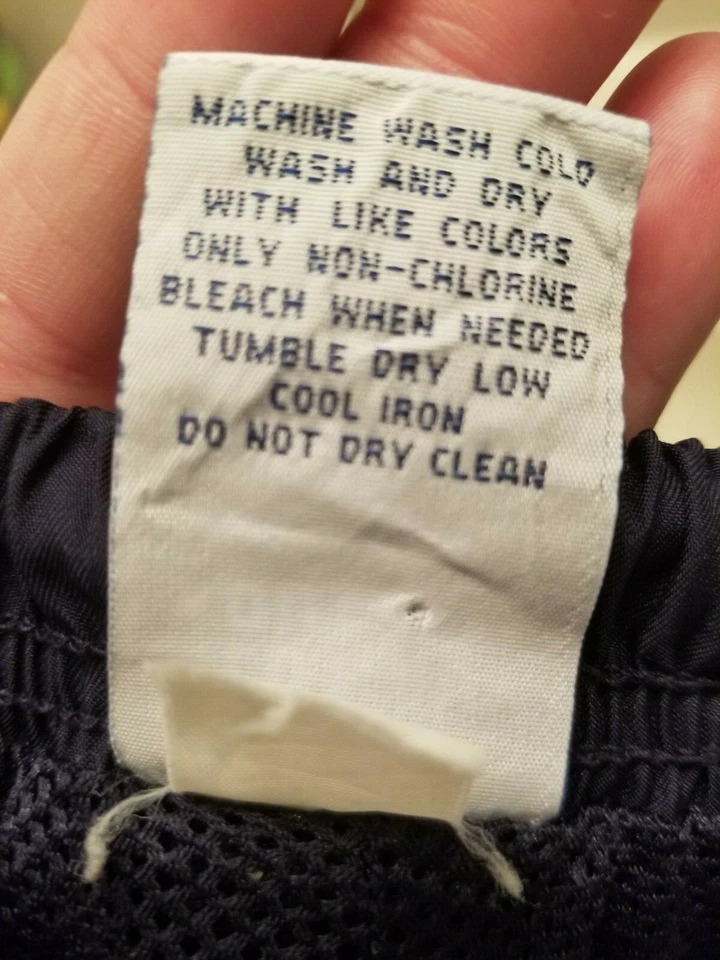 MACHINE WASH COLD
WASH AND DRY
WITH LIKE COLORS
ONLY NON-CHLORINE
BLEACH WHEN NEEDED
TUMBLE DRY LOW
COOL IRON
DO NOT DRY CLEAN